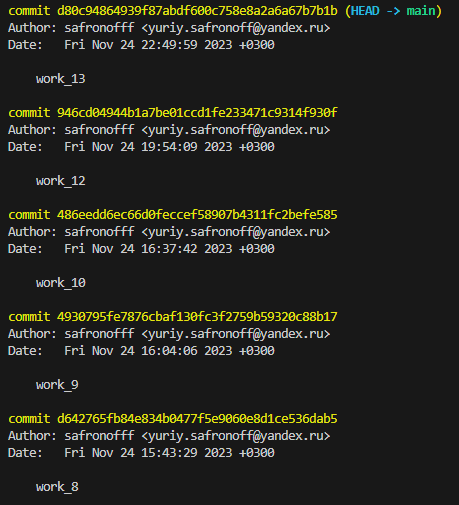 commit d80c94864939f87abdf600c758e8a2a6a67b7b1b (HEAD -> main)
Author: safronofff <yuriy.safronoff@yandex.ru>
Date:   Fri Nov 24 22:49:59 2023 +0300
work_13
commit 946cd04944b1a7be01ccd1fe233471c9314f930f
Author: safronofff <yuriy.safronoff@yandex.ru>
Date:   Fri Nov 24 19:54:09 2023 +0300
work_12
commit 486eedd6ec66d0feccef58907b4311fc2befe585
Author: safronofff <yuriy.safronoff@yandex.ru>
Date:   Fri Nov 24 16:37:42 2023 +0300
work_10
commit 4930795fe7876cbaf130fc3f2759b59320c88b17
Author: safronofff <yuriy.safronoff@yandex.ru>
Date:   Fri Nov 24 16:04:06 2023 +0300
work_9
commit d642765fb84e834b0477f5e9060e8d1ce536dab5
Author: safronofff <yuriy.safronoff@yandex.ru>
Date:   Fri Nov 24 15:43:29 2023 +0300
work_8